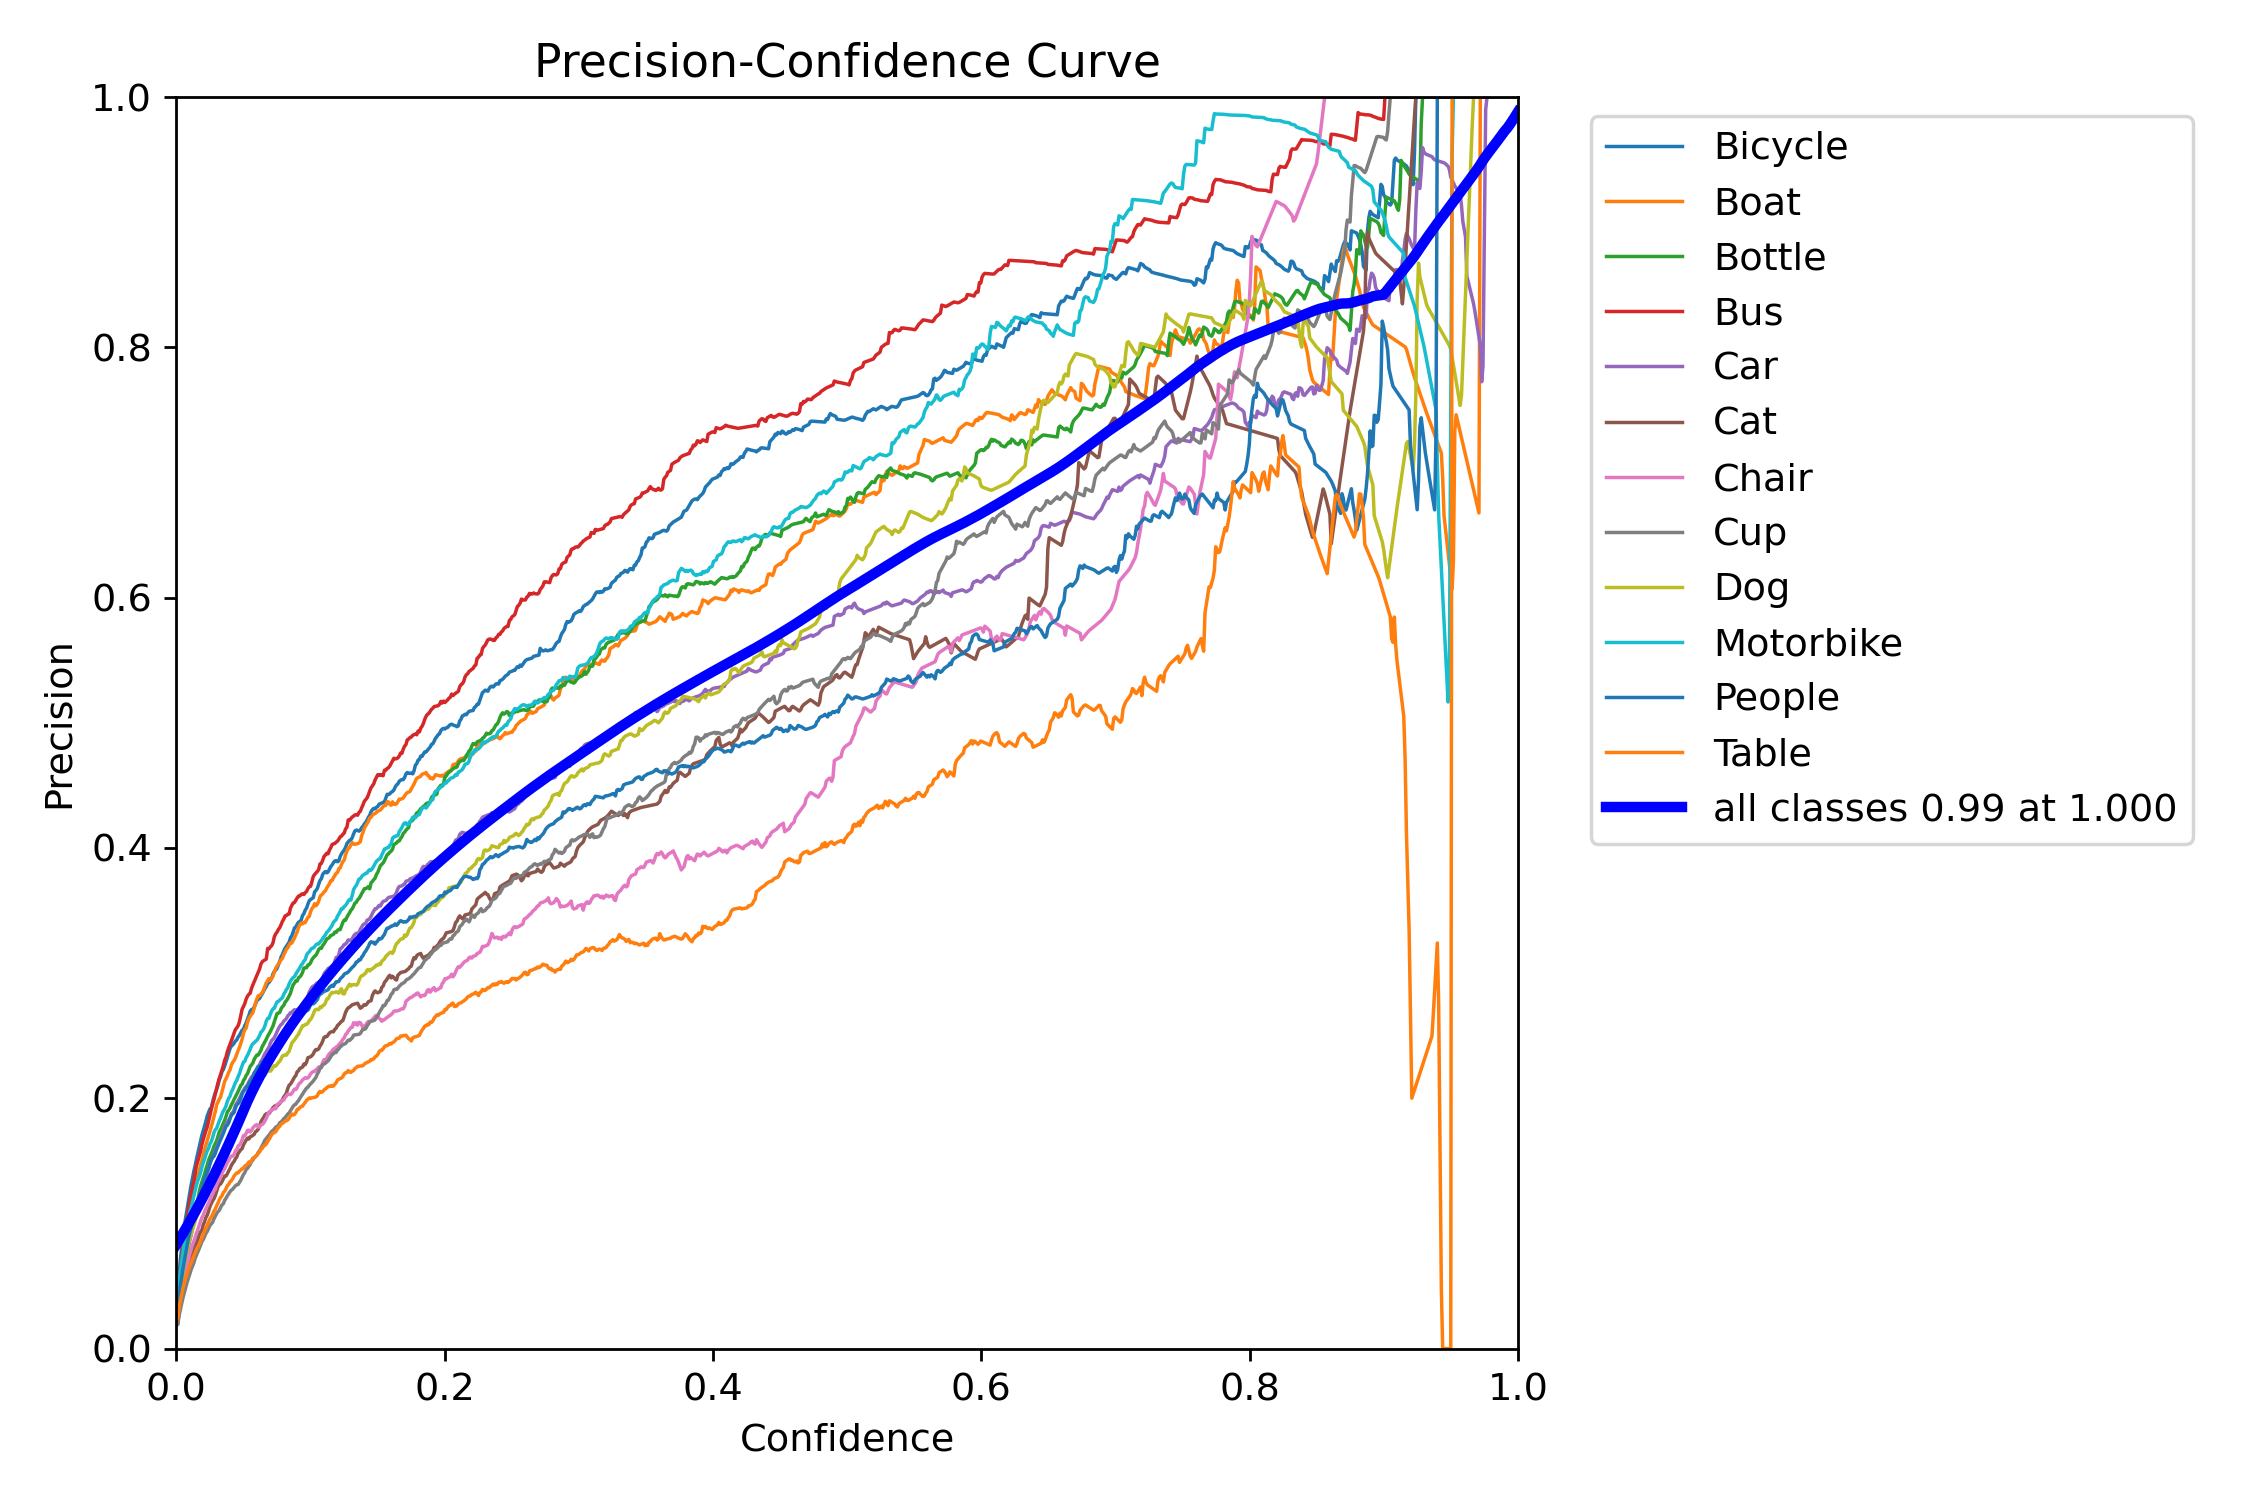 Precision-Confidence Curve
1.0
0.8
0.6
0.4
0.2
0.0
Precision
0.0 0.2 0.4 0.6 0.8 1.0
Confidence
Bicycle
Boat
Bottle
Bus
Car
Cat
Chair
Cup
Dog
Motorbike
People
Table
all classes 0.99 at 1.000